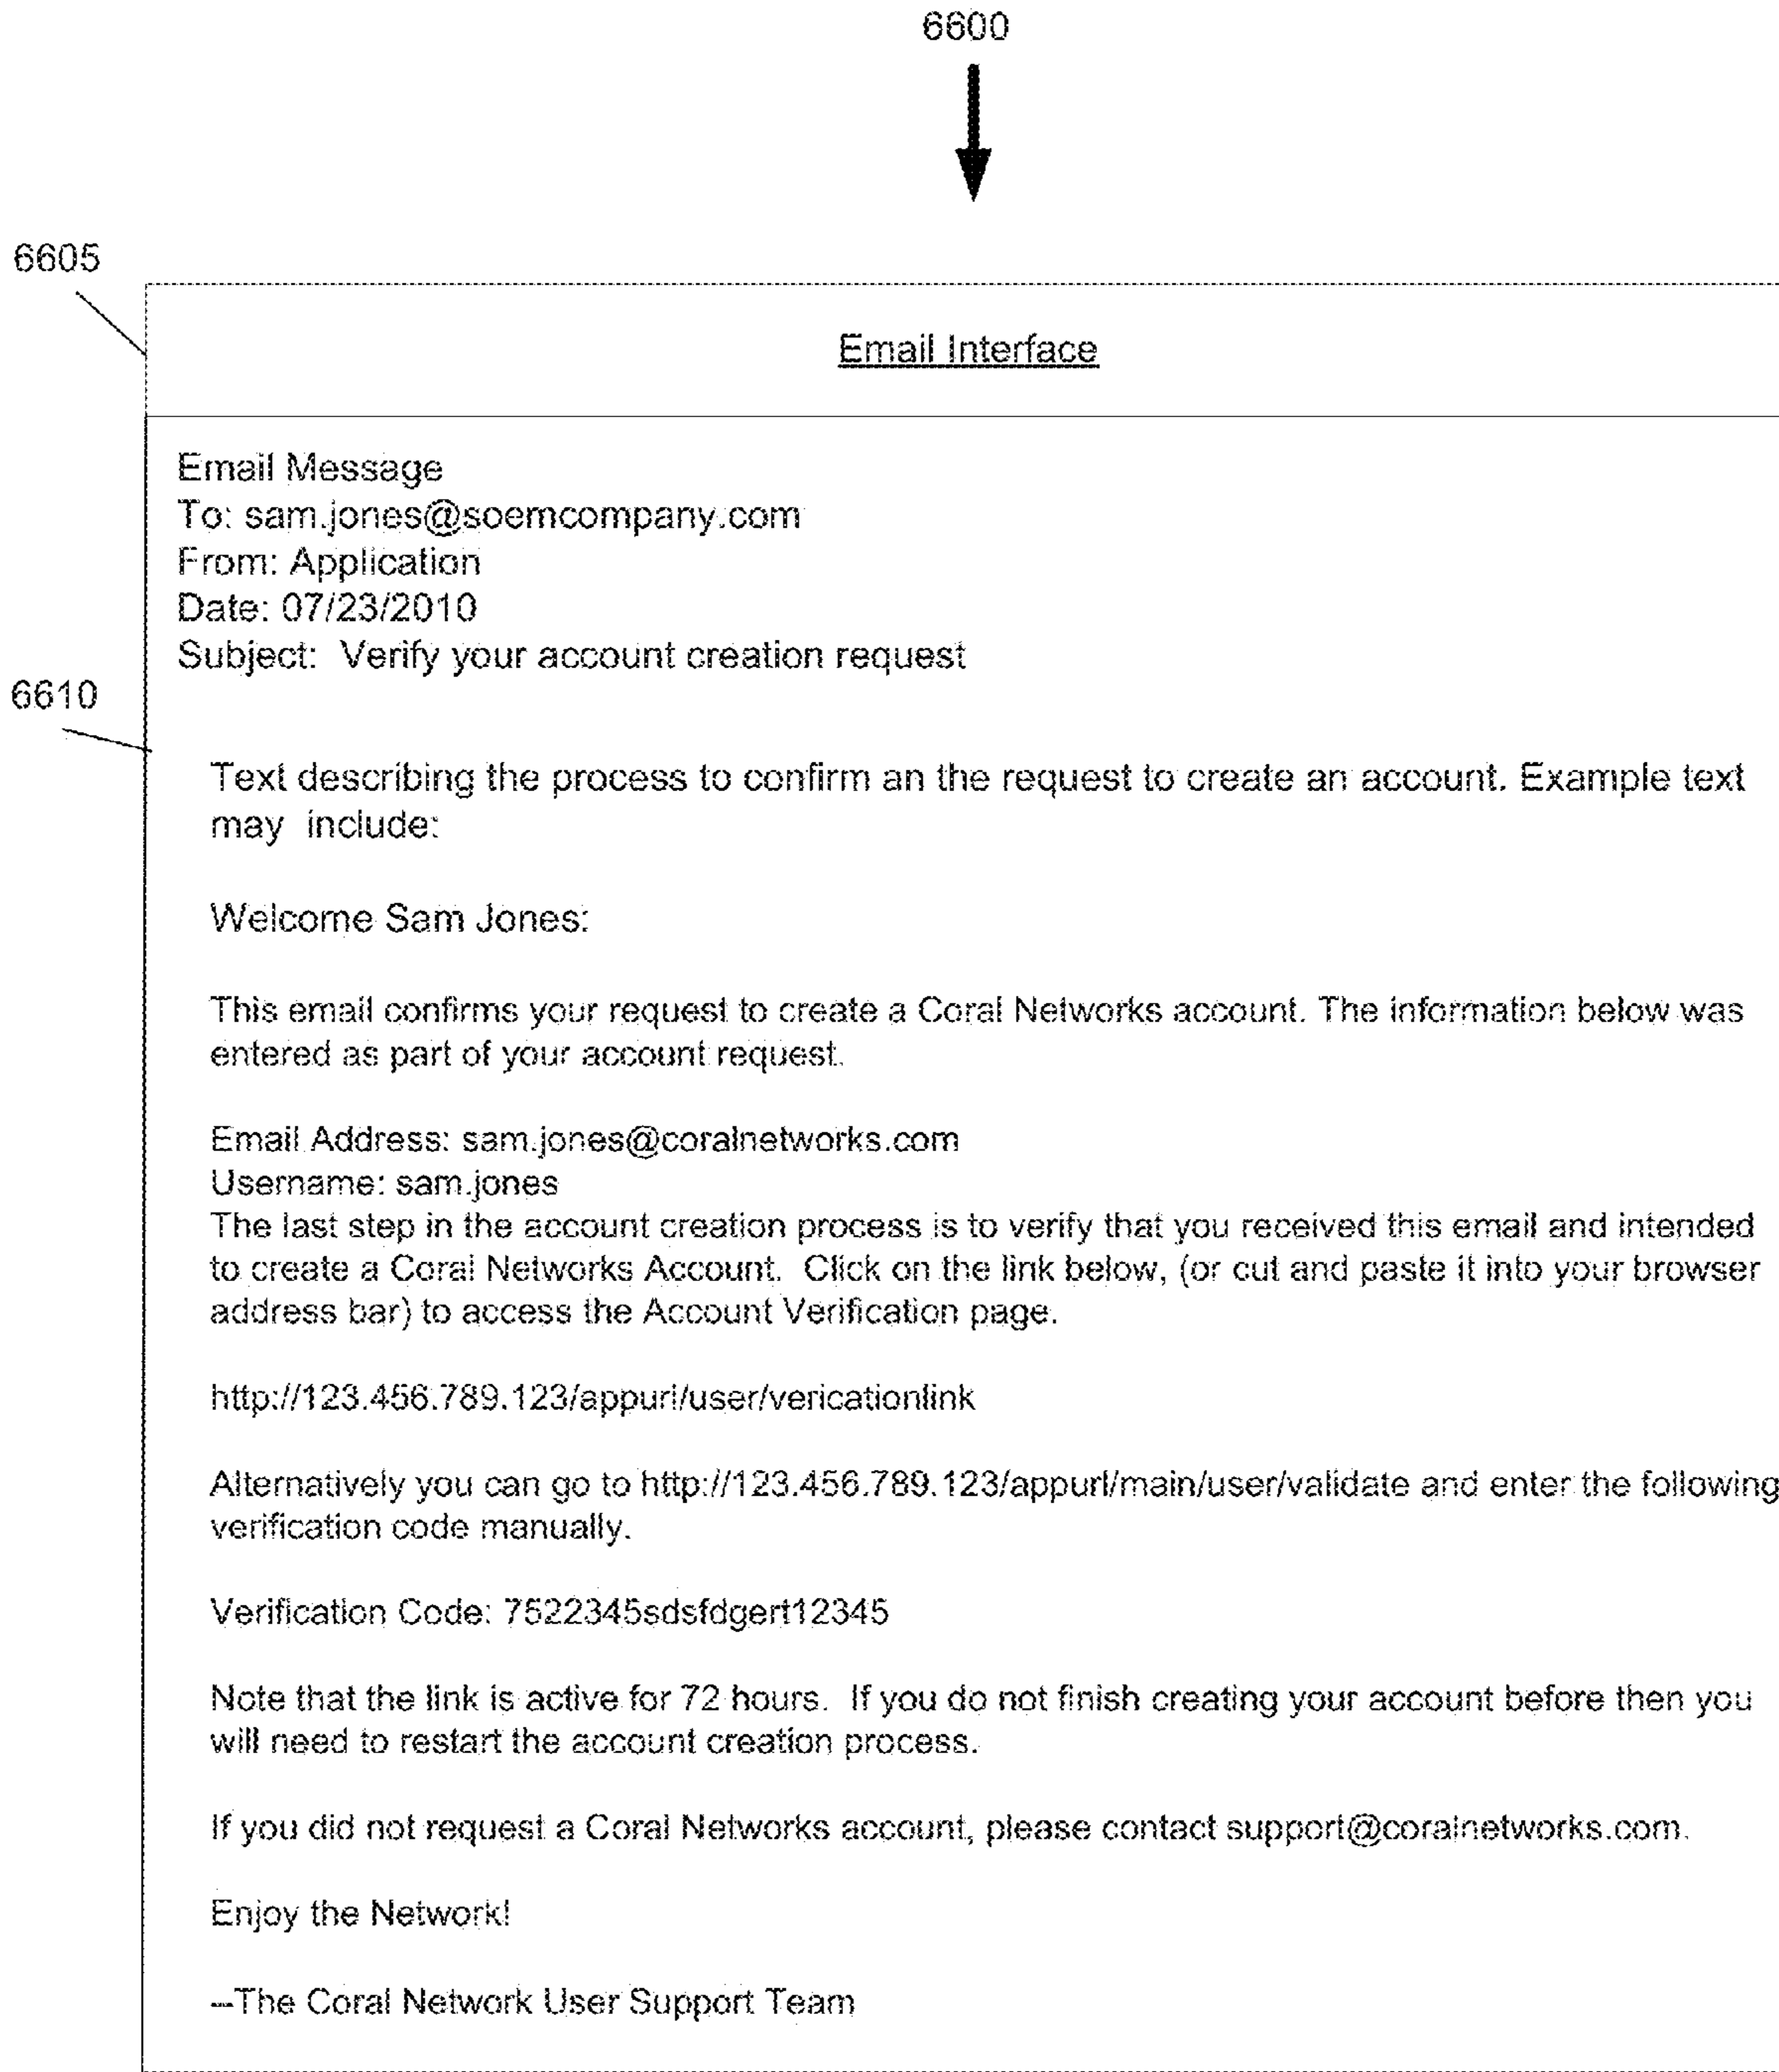 6600
6605
Email Interface
Email Message
To: sam.jones@soemcompany.com
From: Application
Date: 07/23/2010
Subject: Verify your account creation request
6610
Text describing the process to confirm an the request to create an account. Example text
may include:
Welcome Sam Jones:
This email confirms your request to create a Coral Networks account. The information below was
entered as part of your account request.
Email Address: sam.jones@coralnetworks.com
Username: sam.jones
The last step in the account creation process is to verify that you received this email and intended
to create a Coral Networks Account. Click on the link below, (or cut and paste it into your browser
address bar) to access the Account Verification page.
http://123.456.789.123/appurl/user/vericationlink
Alternatively you can go to http://123.456.789.123/appurl/main/user/validate and enter the following
verification code manually.
Verification Code: 7522345sdsfdgert12345
Note that the link is active for 72 hours. If you do not finish creating your account before then you
will need to restart the account creation process.
If you did not request a Coral Networks account, please contact support@coralnetworks.com.
Enjoy the Network!
--The Coral Network User Support Team